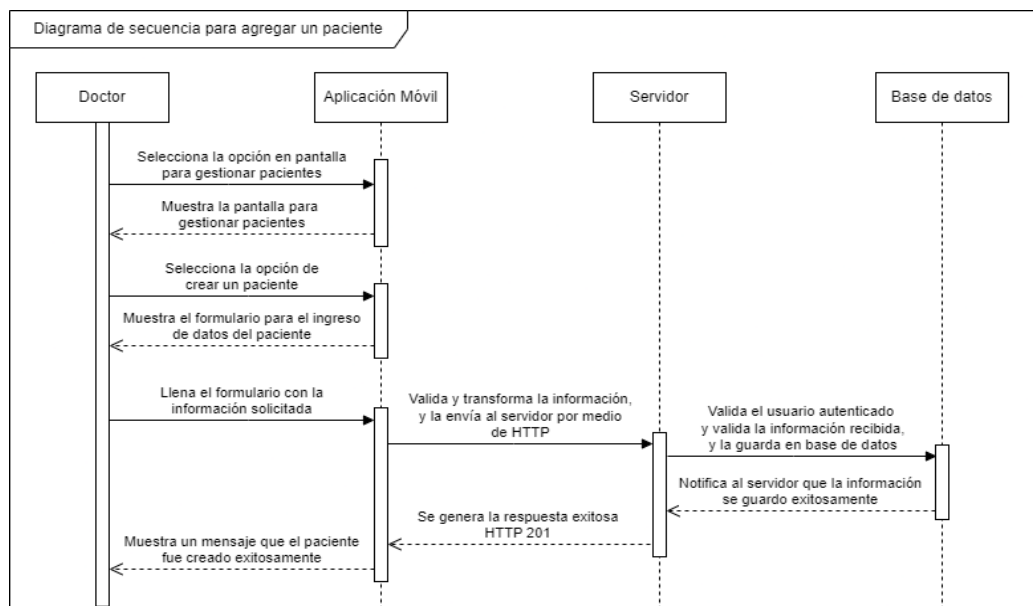 Diagrama de secuencia para agregar un paciente
Doctor
Aplicación Móvil
Servidor
Base de datos
Selecciona la opción en pantalla
para gestionar pacientes
Muestra la pantalla para
gestionar pacientes
Selecciona la opción de
crear un paciente
Muestra el formulario para el ingreso
de datos del paciente
Llena el formulario con la
información solicitada
Valida y transforma la información,
y la envía al servidor por medio
de HTTP
Valida el usuario autenticado
y valida la información recibida,
y la guarda en base de datos
Notifica al servidor que la información
se guardo exitosamente
Se genera la respuesta exitosa
HTTP 201
Muestra un mensaje que el paciente
fue creado exitosamente